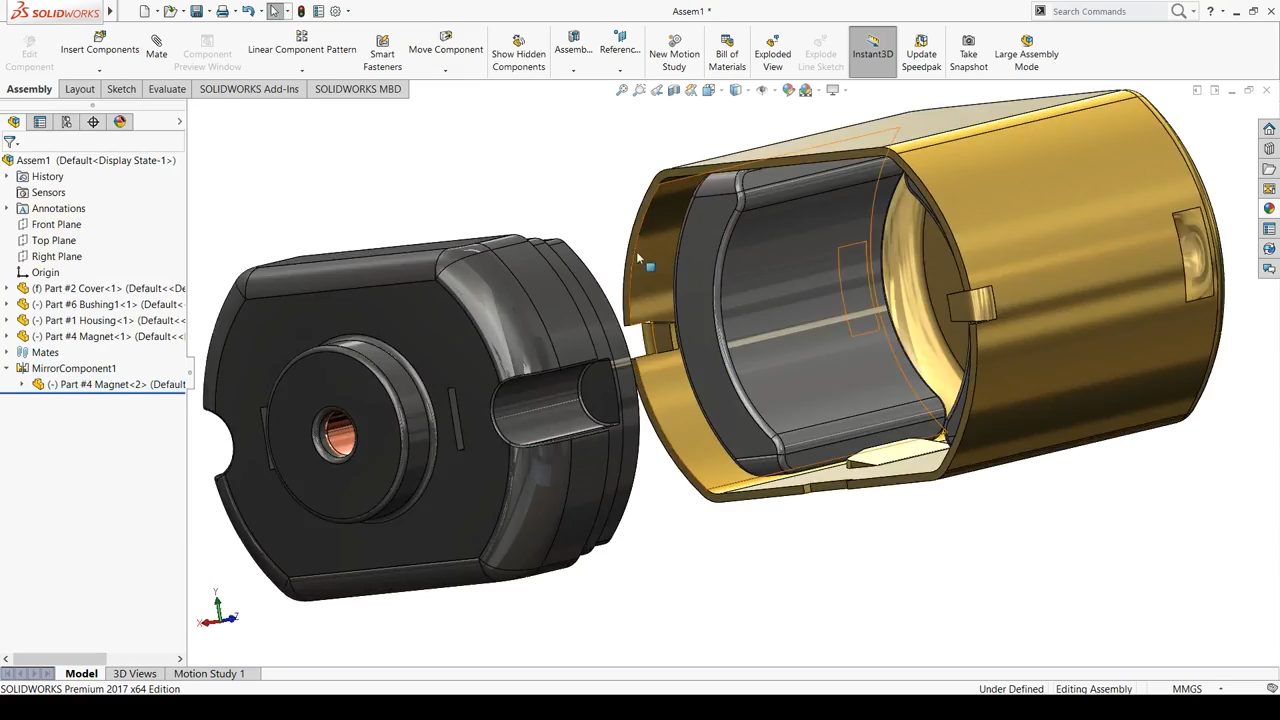 SOLIDWORKS
Assem1 *
Search Commands
Edit Component
Insert Components
Mate
Component Preview Window
Linear Component Pattern
Smart Fasteners
Move Component
Show Hidden Components
Assemb...
Referenc...
New Motion Study
Bill of Materials
Exploded View
Explode Line Sketch
Instant3D
Update Speedpak
Take Snapshot
Large Assembly Mode
Assembly
Layout
Sketch
Evaluate
SOLIDWORKS Add-Ins
SOLIDWORKS MBD
Assem1 (Default<Display State-1>)
History
Sensors
Annotations
Front Plane
Top Plane
Right Plane
Origin
(f) Part #2 Cover<1> (Default<<De
(-) Part #6 Bushing1<1> (Default<
(-) Part #1 Housing<1> (Default<<
(-) Part #4 Magnet<1> (Default<<
Mates
MirrorComponent1
(-) Part #4 Magnet<2> (Default
Y
X
Z
Model
3D Views
Motion Study 1
SOLIDWORKS Premium 2017 x64 Edition
Under Defined
Editing Assembly
MMGS